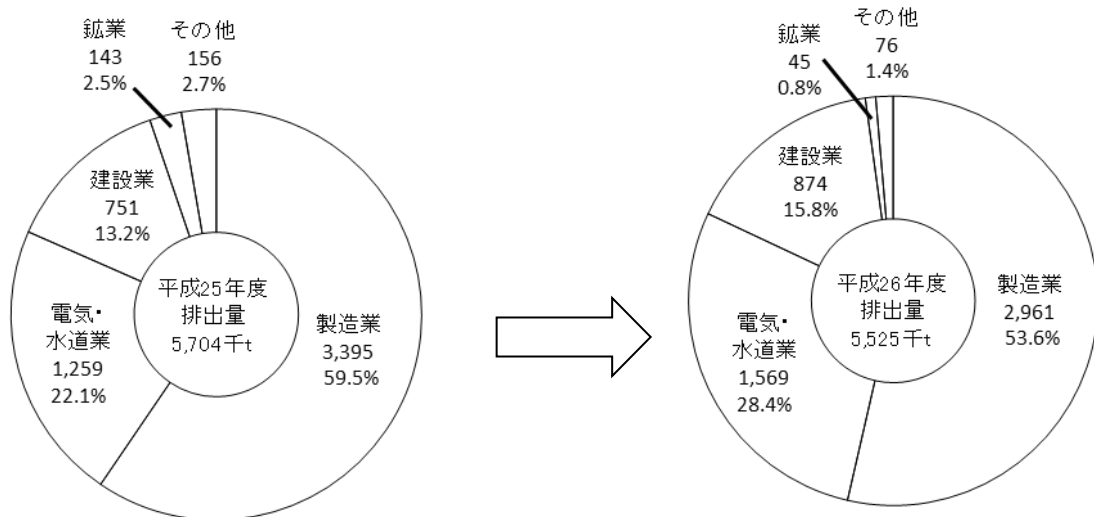 鉱業
143
2.5%
その他
156
2.7%
建設業
751
13.2%
電気・
水道業
1,259
22.1%
平成25年度
排出量
5,704千t
製造業
3,395
59.5%
鉱業
45
0.8%
その他
76
1.4%
建設業
874
15.8%
電気・
水道業
1,569
28.4%
平成26年度
排出量
5,525千t
製造業
2,961
53.6%